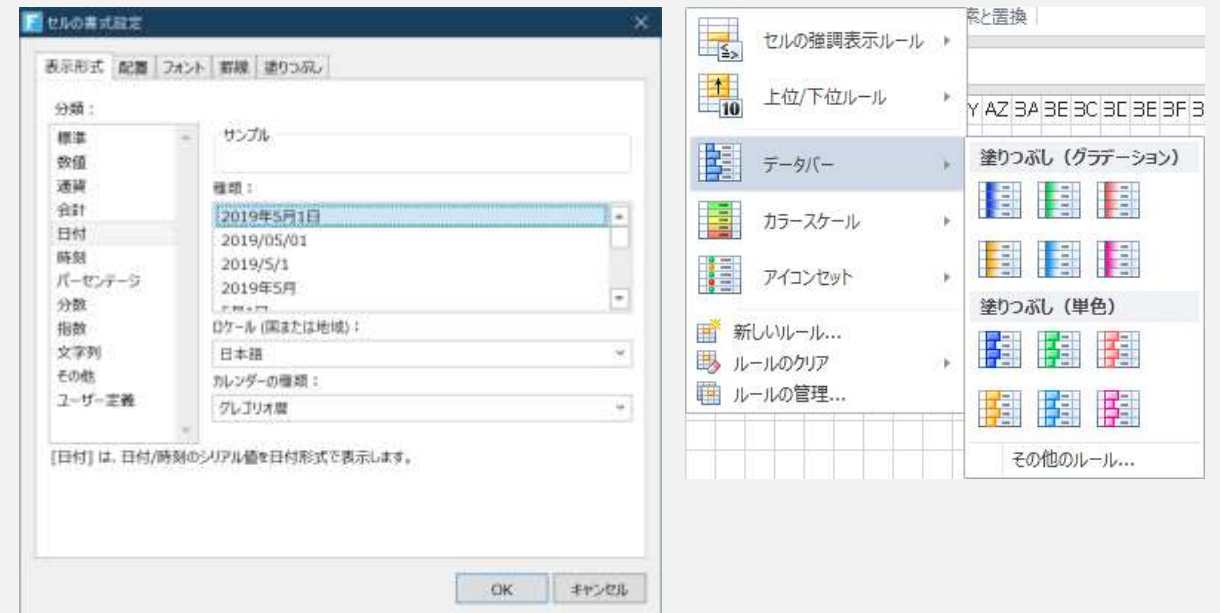 セルの書式設定
表示形式 配置 フォント 罫線 塗りつぶし
分類：
標準
数値
通貨
会計
日付
時刻
パーセンテージ
分数
指数
文字列
その他
ユーザー定義
サンプル
種類：
2019年5月1日
2019/05/01
2019/5/1
2019年5月
ロケール (国または地域)：
日本語
カレンダーの種類：
グレゴリオ暦
[日付] は、日付/時刻のシリアル値を日付形式で表示します。
OK キャンセル
索と置換
セルの強調表示ルール
上位/下位ルール
10
データバー
カラースケール
アイコンセット
新しいルール...
ルールのクリア
ルールの管理...
Y AZ BA BE BC BD BE BF B
塗りつぶし（グラデーション）
塗りつぶし（単色）
その他のルール...